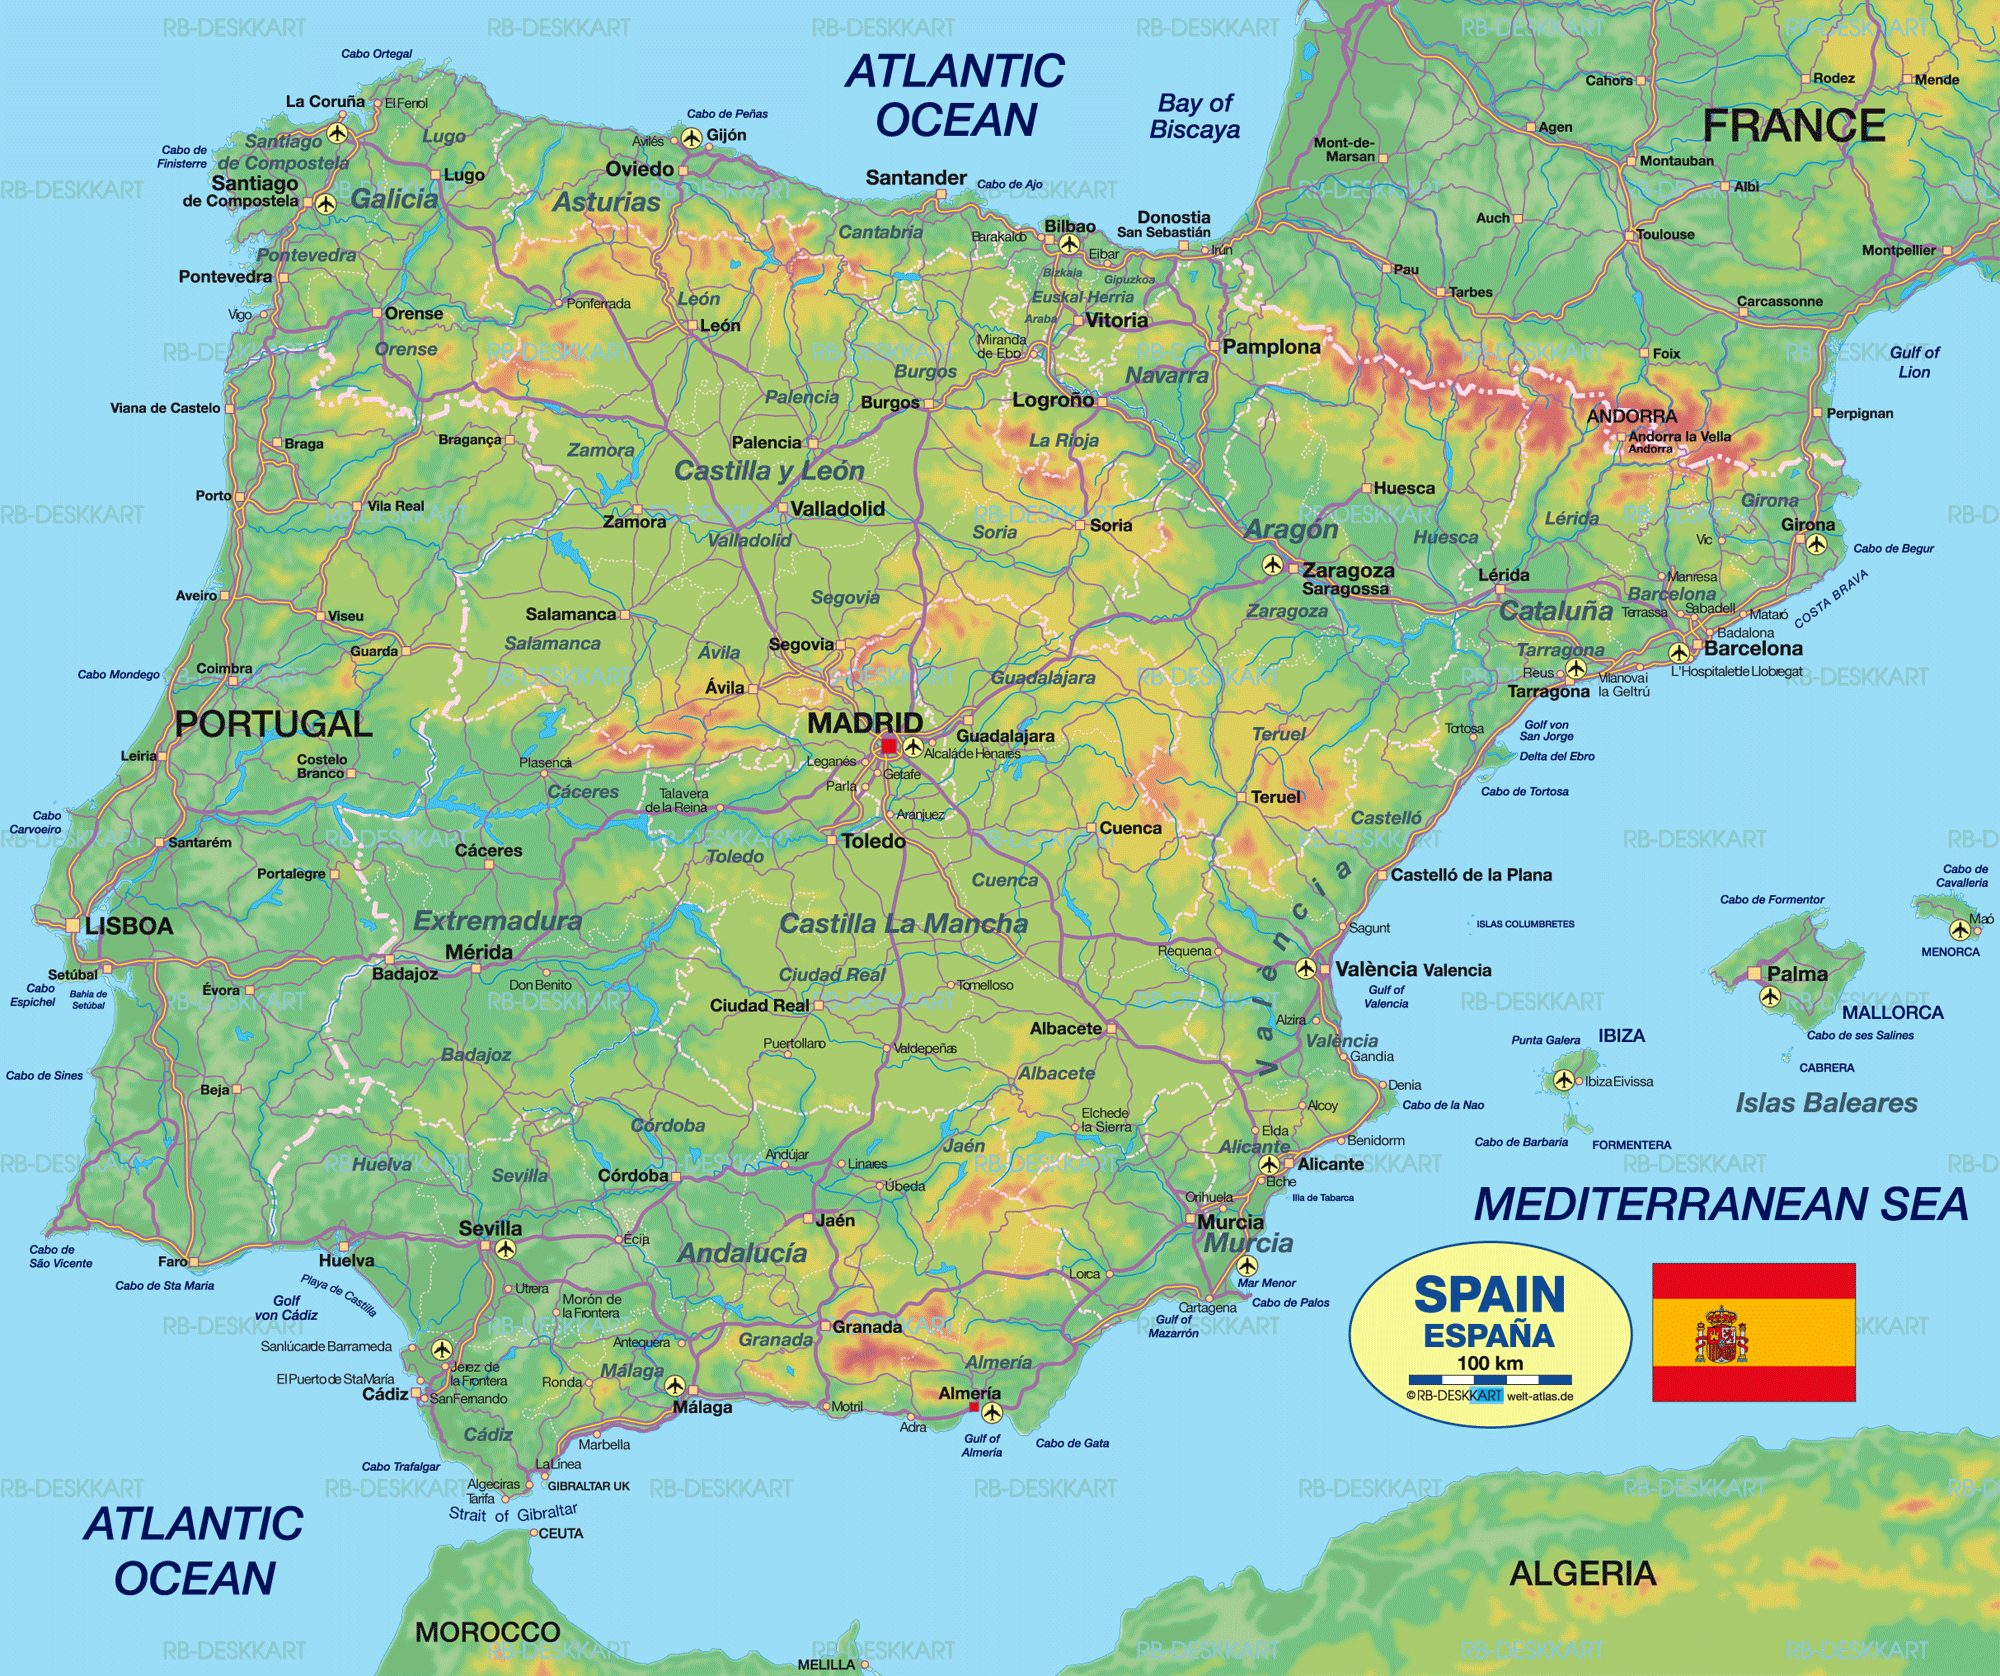 RB-DESKKART
ATLANTIC
OCEAN
Bay of
Biscaya
FRANCE
Cabo Ortegal
La Coruña
El Ferrol
Cabo de Peñas
Avilés
Gijón
Oviedo
Santander
Cabo de Ajo
Cabo de
Finisterre
Santiago
de Compostela
Lugo
Santiago
de Compostela
Lugo
Galicia
Asturias
Cantabria
Barakaldo
Bilbao
Eibar
Donostia
San Sebastián
Irún
Bizkaia
Gipuzkoa
Euskal Herria
Araba
Vitoria
Mont-de-
Marsan
Cahors
Rodez
Mende
Agen
Montauban
Albi
Auch
Toulouse
Montpellier
Pau
Tarbes
Carcassonne
Foix
Perpignan
Gulf of
Lion
Pontevedra
Pontevedra
Vigo
Orense
Orense
Ponferrada
León
León
Miranda
de Ebro
Pamplona
Navarra
Burgos
Burgos
Logroño
La Rioja
Palencia
Palencia
ANDORRA
Andorra la Vella
Andorra
Viana de Castelo
Braga
Bragança
Zamora
Castilla y León
Porto
Vila Real
Zamora
Valladolid
Valladolid
Soria
Soria
Huesca
Aragón
Huesca
Lérida
Girona
Girona
Vic
Cabo de Begur
COSTA BRAVA
Zaragoza
Saragossa
Zaragoza
Lérida
Manresa
Barcelona
Cataluña
Terrassa
Sabadell
Mataró
Badalona
Barcelona
L'Hospitalet de Llobregat
Tarragona
Reus
Vilanova i
la Geltrú
Tarragona
Aveiro
Viseu
Salamanca
Salamanca
Segovia
Segovia
Guarda
Ávila
Ávila
Cabo Mondego
Coimbra
Guadalajara
PORTUGAL
MADRID
Guadalajara
Alcalá de Henares
Leganés
Getafe
Parla
Aranjuez
Teruel
Teruel
Tortosa
Golf von
San Jorge
Delta del Ebro
Cabo de Tortosa
Leiria
Costelo
Branco
Plasencia
Cáceres
Talavera
de la Reina
Toledo
Toledo
Cuenca
Cuenca
Castelló
Castelló de la Plana
Cabo
Carvoeiro
Santarém
Cáceres
Portalegre
LISBOA
Extremadura
Castilla La Mancha
Valéncia
Sagunt
ISLAS COLUMBRETES
Requena
València Valencia
Gulf of
Valencia
Cabo de Formentor
Palma
MALLORCA
Cabo de ses Salines
CABRERA
Cabo de
Cavalleria
Maó
MENORCA
Punta Galera
IBIZA
Ibiza Eivissa
Islas Baleares
Cabo de Barbaria
FORMENTERA
Setúbal
Cabo
Espichel
Bahia de
Setúbal
Évora
Badajoz
Mérida
Don Benito
Ciudad Real
Ciudad Real
Tomelloso
Albacete
Alzira
València
Gandia
Badajoz
Puertollano
Valdepeñas
Albacete
Denia
Cabo de la Nao
Cabo de Sines
Beja
Córdoba
Elche de
la Sierra
Alcoy
Elda
Benidorm
Alicante
Alicante
Elche
Illa de Tabarca
Jaén
Huelva
Sevilla
Córdoba
Andújar
Linares
Úbeda
Orihuela
Murcia
Murcia
MEDITERRANEAN SEA
Cabo de
São Vicente
Faro
Cabo de Sta Maria
Huelva
Sevilla
Écija
Jaén
Andalucía
Lorca
Mar Menor
Cabo de Palos
Cartagena
Gulf of
Mazarrón
Playa de Castilla
Golf
von Cádiz
Utrera
Morón de
la Frontera
Antequera
Granada
Granada
SPAIN
ESPAÑA
100 km
© RB-DESKKART welt-atlas.de
Sanlúcar de Barrameda
Jerez de
la Frontera
El Puerto de Sta María
Cádiz
San Fernando
Ronda
Málaga
Málaga
Motril
Adra
Almería
Almería
Gulf of
Almería
Cabo de Gata
Cádiz
Marbella
Cabo Trafalgar
La Línea
Algeciras
GIBRALTAR UK
Tarifa
Strait of Gibraltar
CEUTA
ATLANTIC
OCEAN
MOROCCO
MELILLA
ALGERIA